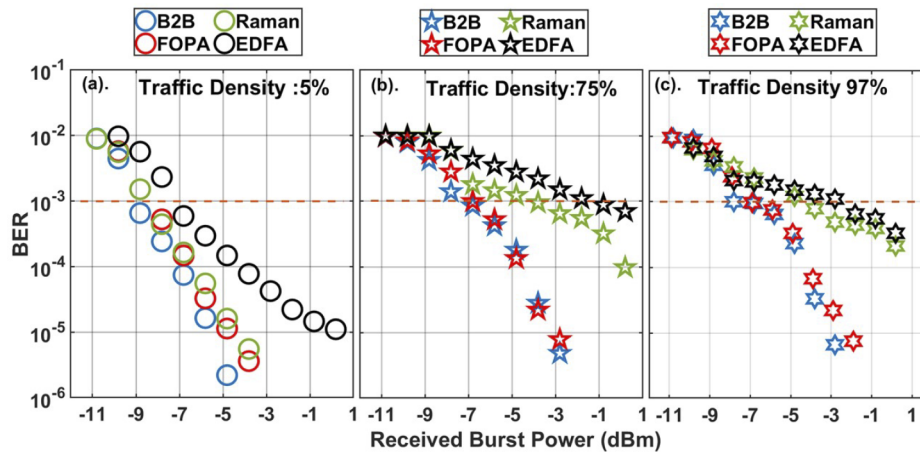 B2B Raman
FOPA EDFA
B2B Raman
FOPA EDFA
B2B Raman
FOPA EDFA
(a). Traffic Density :5%
(b). Traffic Density:75%
(c). Traffic Density 97%
BER
10-1
10-2
10-3
10-4
10-5
10-6
-11 -9 -7 -5 -3 -1 1
-11 -9 -7 -5 -3 -1 1
-11 -9 -7 -5 -3 -1 1
Received Burst Power (dBm)